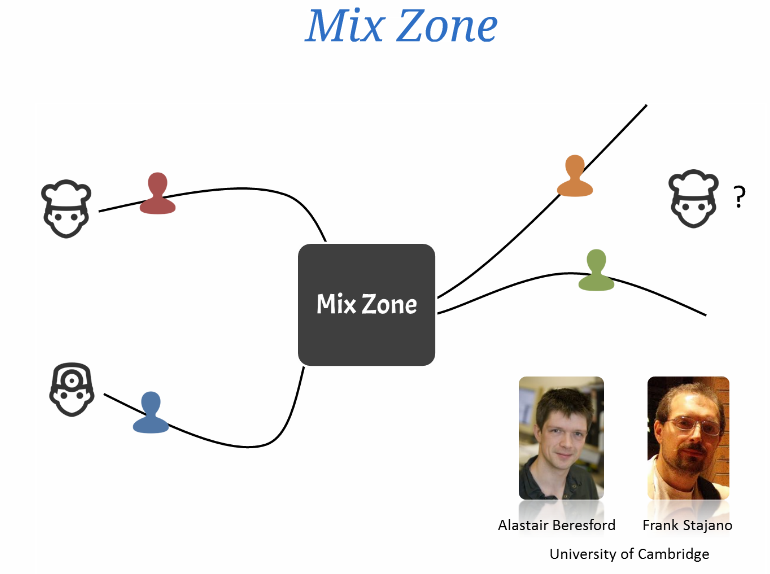 Mix Zone
?
Mix Zone
Alastair Beresford
Frank Stajano
University of Cambridge